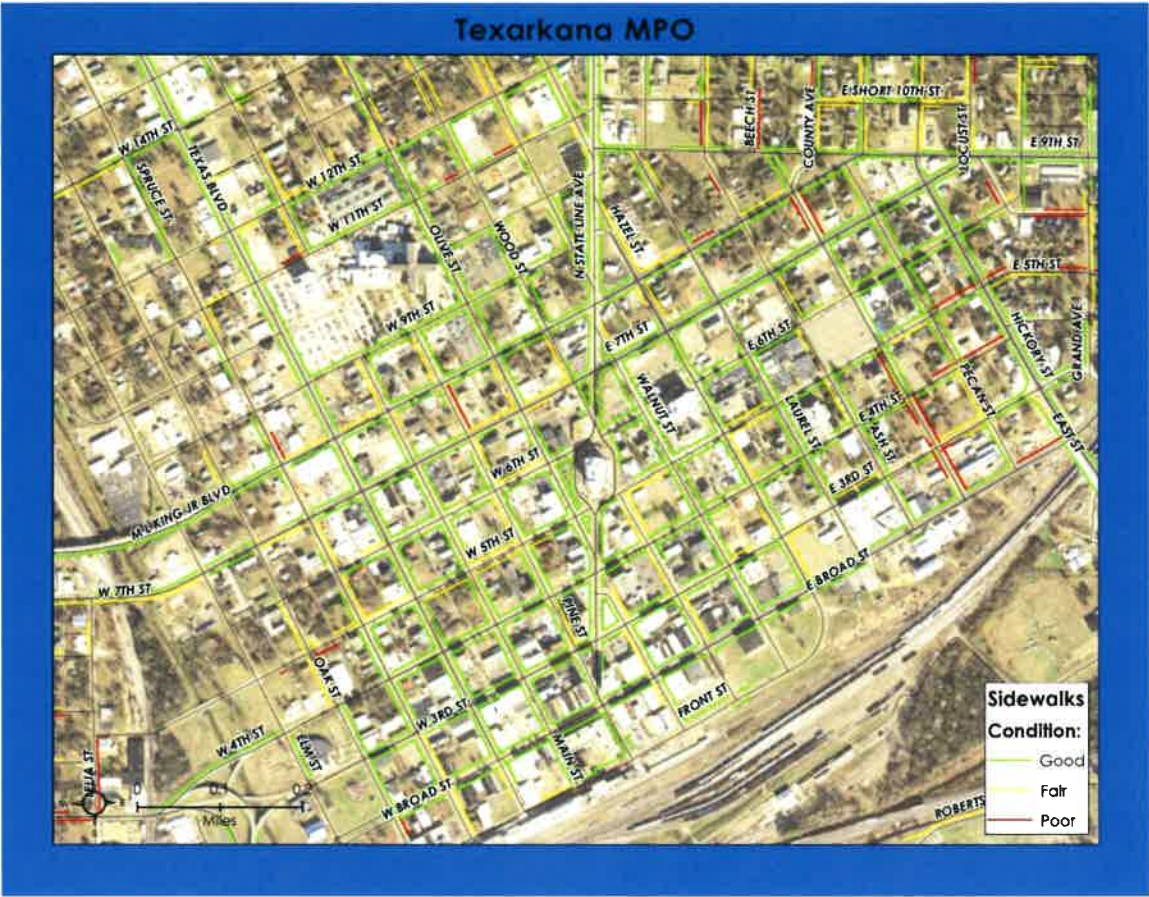 Texarkana MPO
W 14TH ST
SPRUCE ST.
TEXAS BLVD
W 12TH ST
W 11TH ST
OLIVE ST.
WOOD ST.
N STATE LINE AVE
HAZEL ST.
BEECH ST
COUNTY AVE
E SHORT 10TH ST
LOCUST ST
E 9TH ST
W 9TH ST
E 7TH ST
E 6TH ST
E 5TH ST
HICKORY ST
GRAND AVE
WALNUT ST
LAUREL ST.
E 4TH ST
ASH ST.
PECAN ST
EAST ST
E 3RD ST
W 6TH ST
M L KING JR BLVD
W 5TH ST
W 7TH ST
PINE ST
E BROAD ST
OAK ST.
W 3RD ST.
FRONT ST
W 4TH ST
ELM ST
MAIN ST.
W BROAD ST
0
0.2
Miles
ROBERTS
Sidewalks
Condition:
Good
Fair
Poor